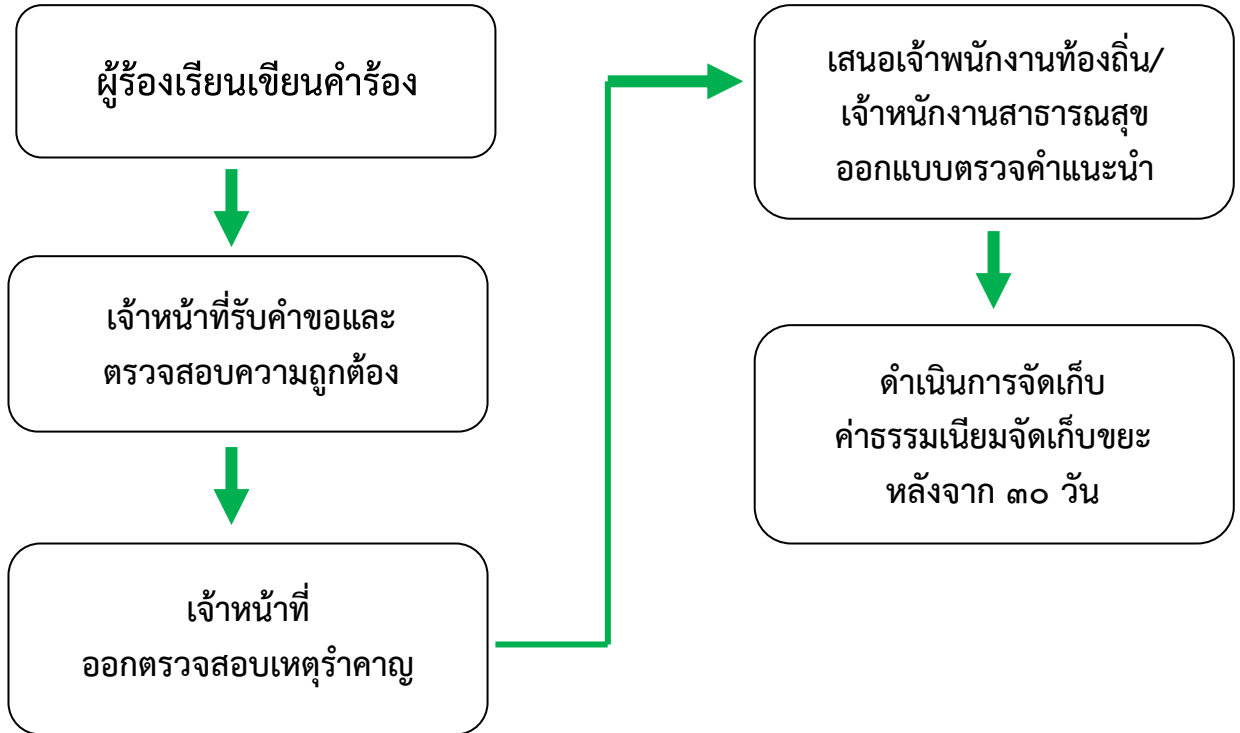 ผู้ร้องเรียนเขียนคำร้อง
เจ้าหน้าที่รับคำขอและ
ตรวจสอบความถูกต้อง
เจ้าหน้าที่
ออกตรวจสอบเหตุรำคาญ
เสนอเจ้าพนักงานท้องถิ่น/
เจ้าหนักงานสาธารณสุข
ออกแบบตรวจคำแนะนำ
ดำเนินการจัดเก็บ
ค่าธรรมเนียมจัดเก็บขยะ
หลังจาก ๓๐ วัน